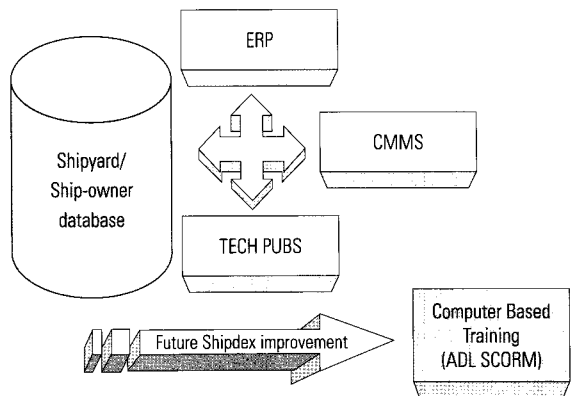 ERP
Shipyard/
Ship-owner
database
CMMS
TECH PUBS
Future Shipdex improvement
Computer Based
Training
(ADL SCORM)